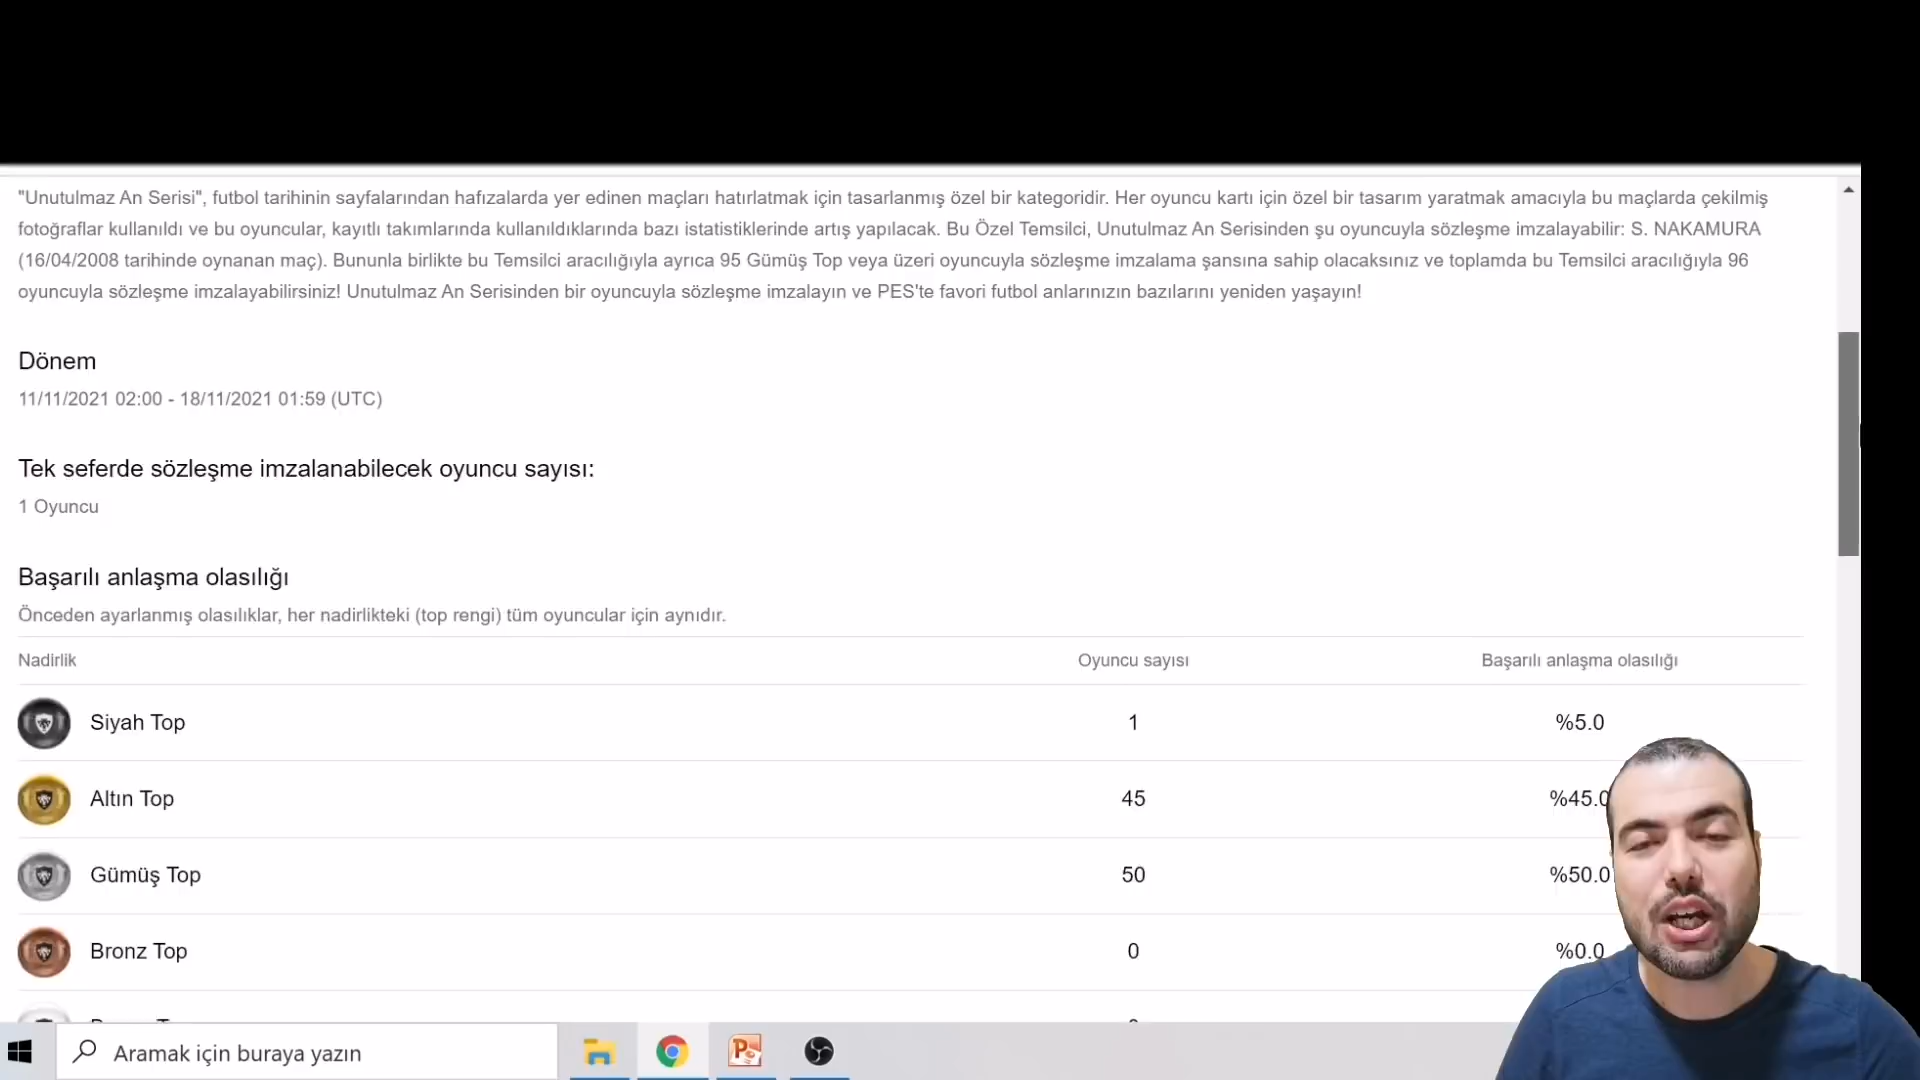 "Unutulmaz An Serisi", futbol tarihinin sayfalarından hafızalarda yer edinen maçları hatırlatmak için tasarlanmış özel bir kategoridir. Her oyuncu kartı için özel bir tasarım yaratmak amacıyla bu maçlarda çekilmiş
fotoğraflar kullanıldı ve bu oyuncular, kayıtlı takımlarında kullanıldıklarında bazı istatistiklerinde artış yapılacak. Bu Özel Temsilci, Unutulmaz An Serisinden şu oyuncuyla sözleşme imzalayabilir: S. NAKAMURA
(16/04/2008 tarihinde oynanan maç). Bununla birlikte bu Temsilci aracılığıyla ayrıca 95 Gümüş Top veya üzeri oyuncuyla sözleşme imzalama şansına sahip olacaksınız ve toplamda bu Temsilci aracılığıyla 96
oyuncuyla sözleşme imzalayabilirsiniz! Unutulmaz An Serisinden bir oyuncuyla sözleşme imzalayın ve PES'te favori futbol anlarınızın bazılarını yeniden yaşayın!
Dönem
11/11/2021 02:00 - 18/11/2021 01:59 (UTC)
Tek seferde sözleşme imzalanabilecek oyuncu sayısı:
1 Oyuncu
Başarılı anlaşma olasılığı
Önceden ayarlanmış olasılıklar, her nadirlikteki (top rengi) tüm oyuncular için aynıdır.
Nadirlik Oyuncu sayısı Başarılı anlaşma olasılığı
Siyah Top 1 %5.0
Altın Top 45 %45.0
Gümüş Top 50 %50.0
Bronz Top 0 %0.0
Aramak için buraya yazın